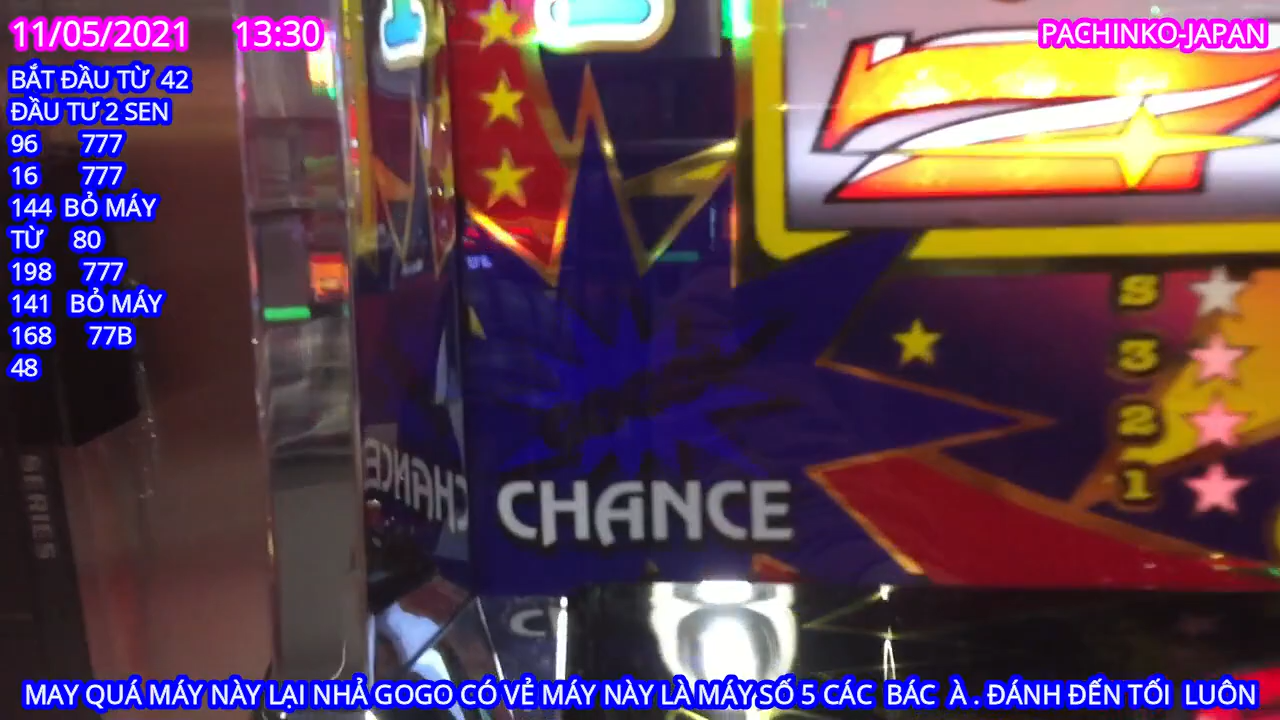 11/05/2021 13:30
PACHINKO-JAPAN
BẮT ĐẦU TỪ 42
ĐẦU TƯ 2 SEN
96 777
16 777
144 BỎ MÁY
TỪ 80
198 777
141 BỎ MÁY
168 77B
48
7
S
3
2
1
CHANCE
CHANCE
SERIES
MAY QUÁ MÁY NÀY LẠI NHẢ GOGO CÓ VẺ MÁY NÀY LÀ MÁY SỐ 5 CÁC BÁC À . ĐÁNH ĐẾN TỐI LUÔN